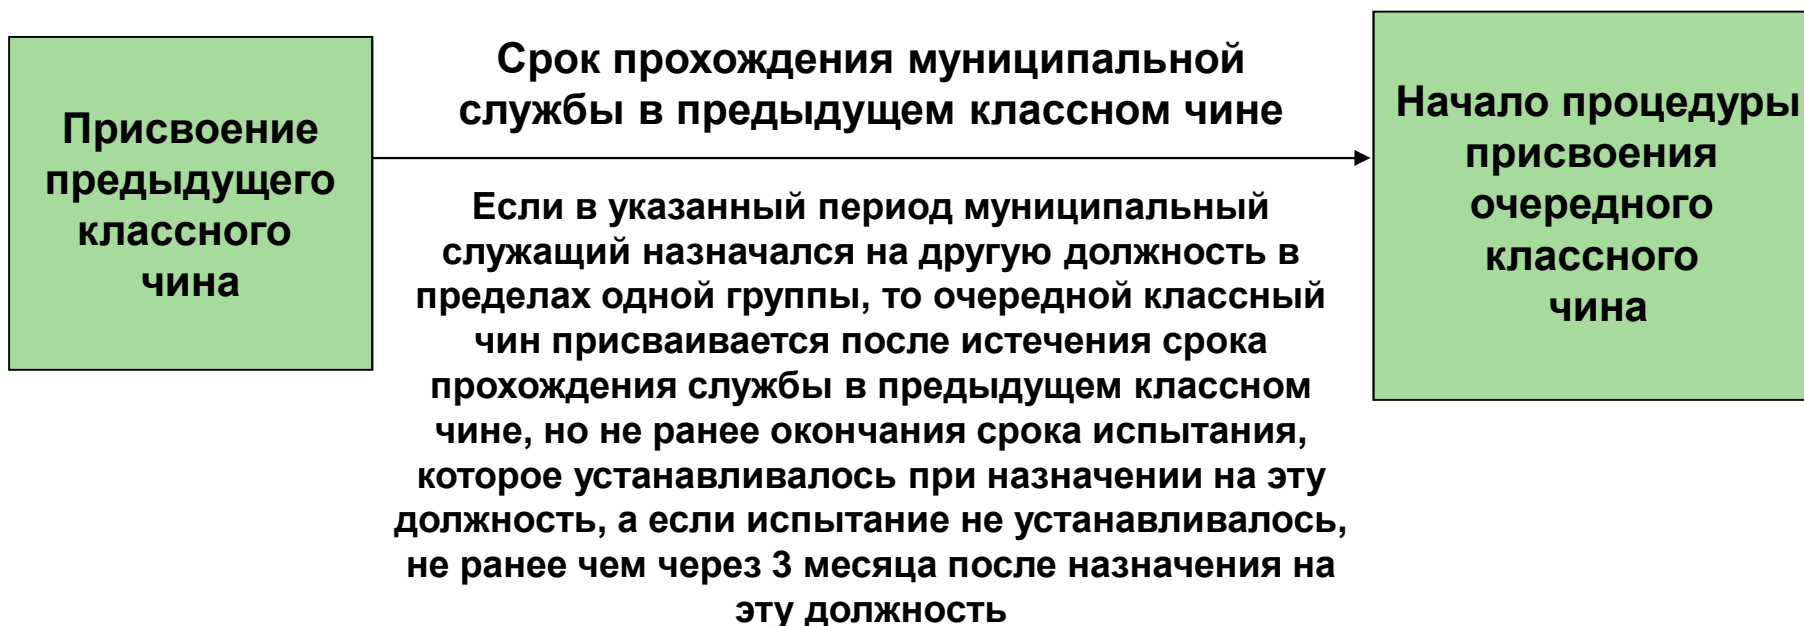 Присвоение
предыдущего
классного
чина
Срок прохождения муниципальной
службы в предыдущем классном чине
Если в указанный период муниципальный
служащий назначался на другую должность в
пределах одной группы, то очередной классный
чин присваивается после истечения срока
прохождения службы в предыдущем классном
чине, но не ранее окончания срока испытания,
которое устанавливалось при назначении на эту
должность, а если испытание не устанавливалось,
не ранее чем через 3 месяца после назначения на
эту должность
Начало процедуры
присвоения
очередного
классного
чина